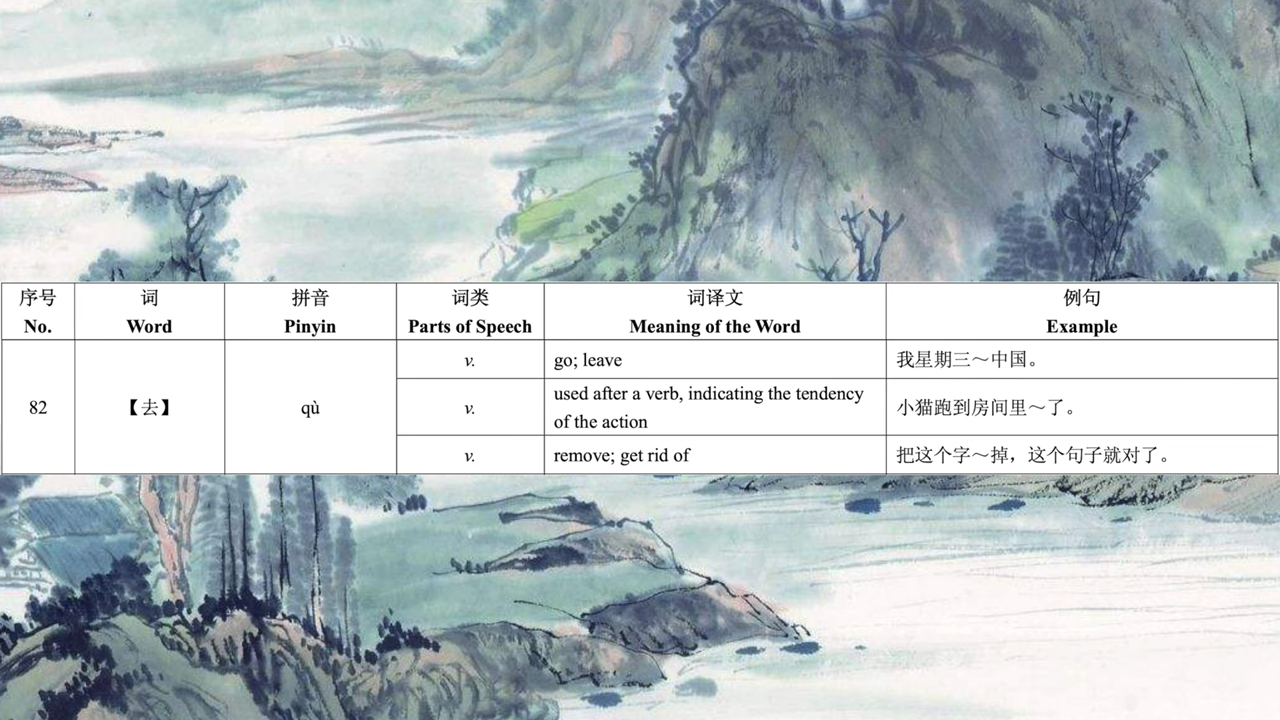 序号 词 拼音 词类 词译文 例句
No. Word Pinyin Parts of Speech Meaning of the Word Example
82 【去】 qù
v. go; leave 我星期三～中国。
v. used after a verb, indicating the tendency
of the action 小猫跑到房间里～了。
v. remove; get rid of 把这个字～掉，这个句子就对了。